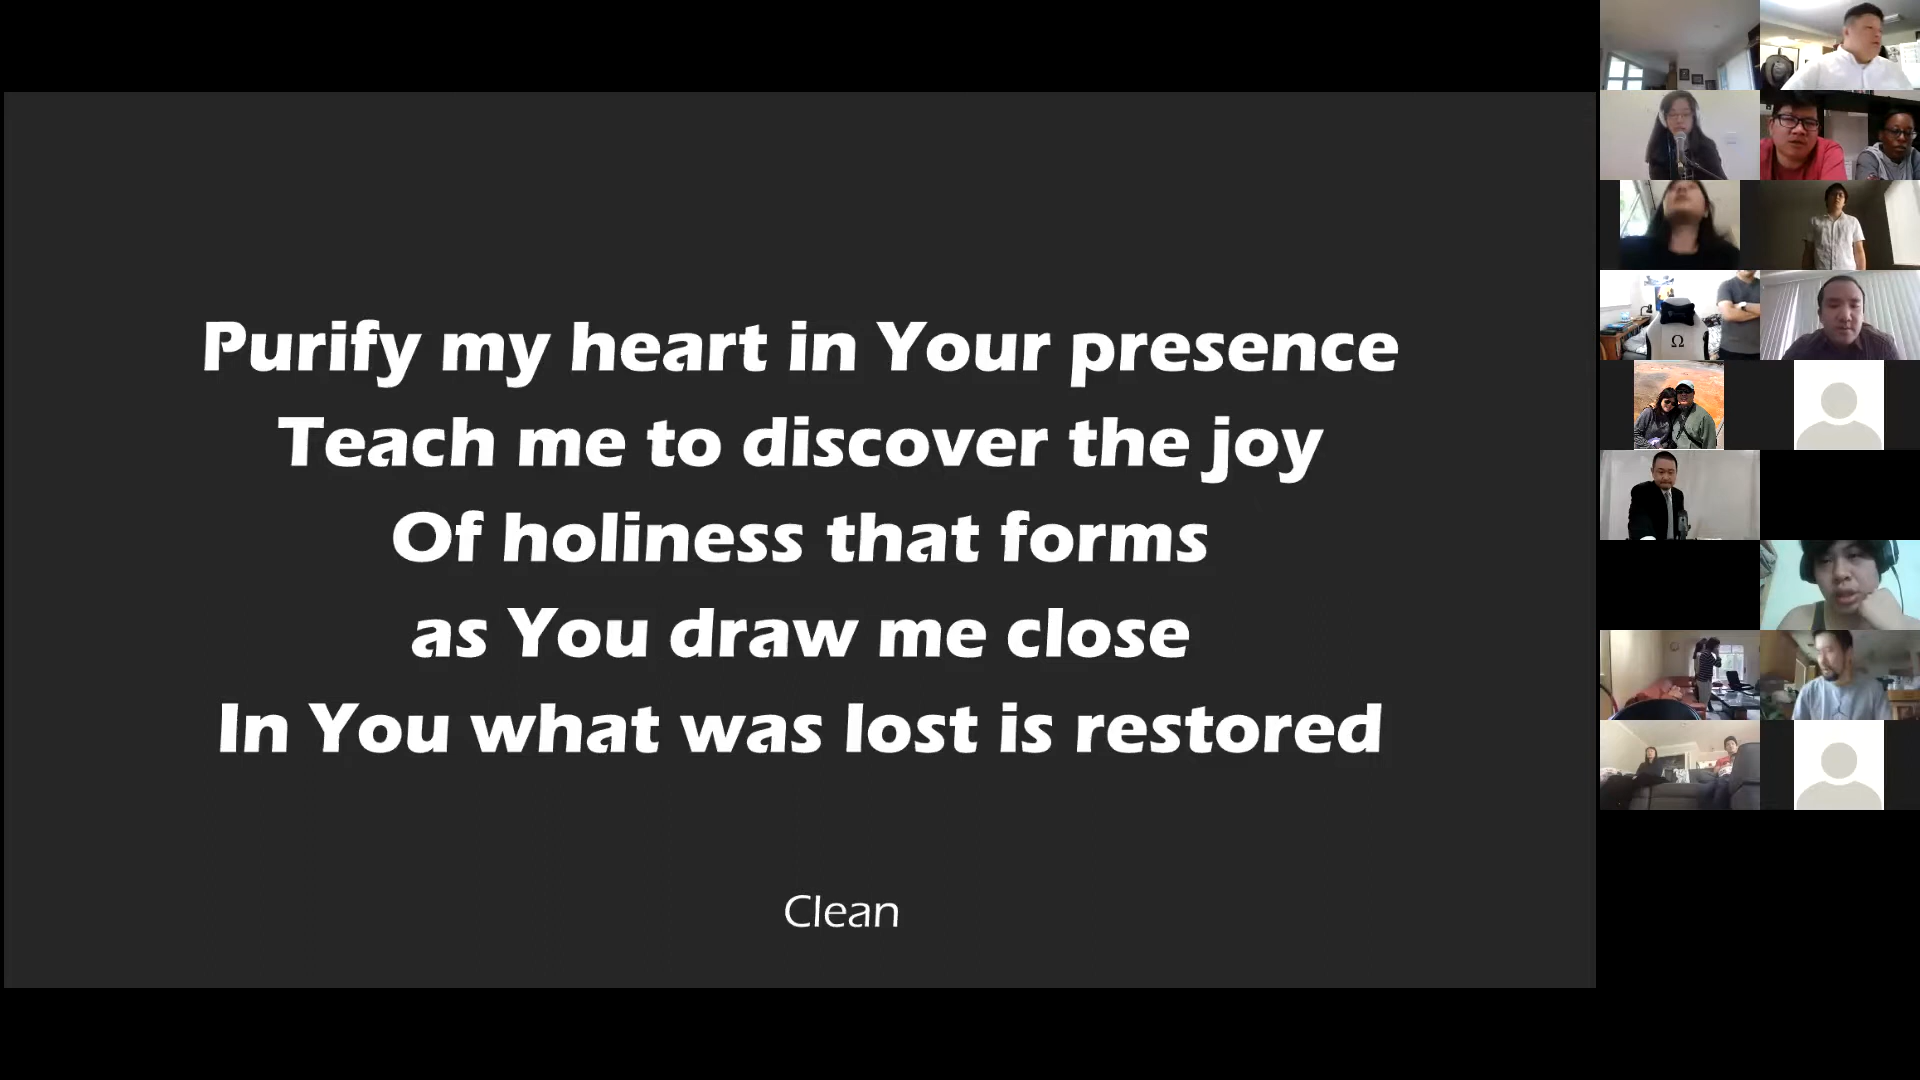 Purify my heart in Your presence
Teach me to discover the joy
Of holiness that forms
as You draw me close
In You what was lost is restored
Clean
Ω